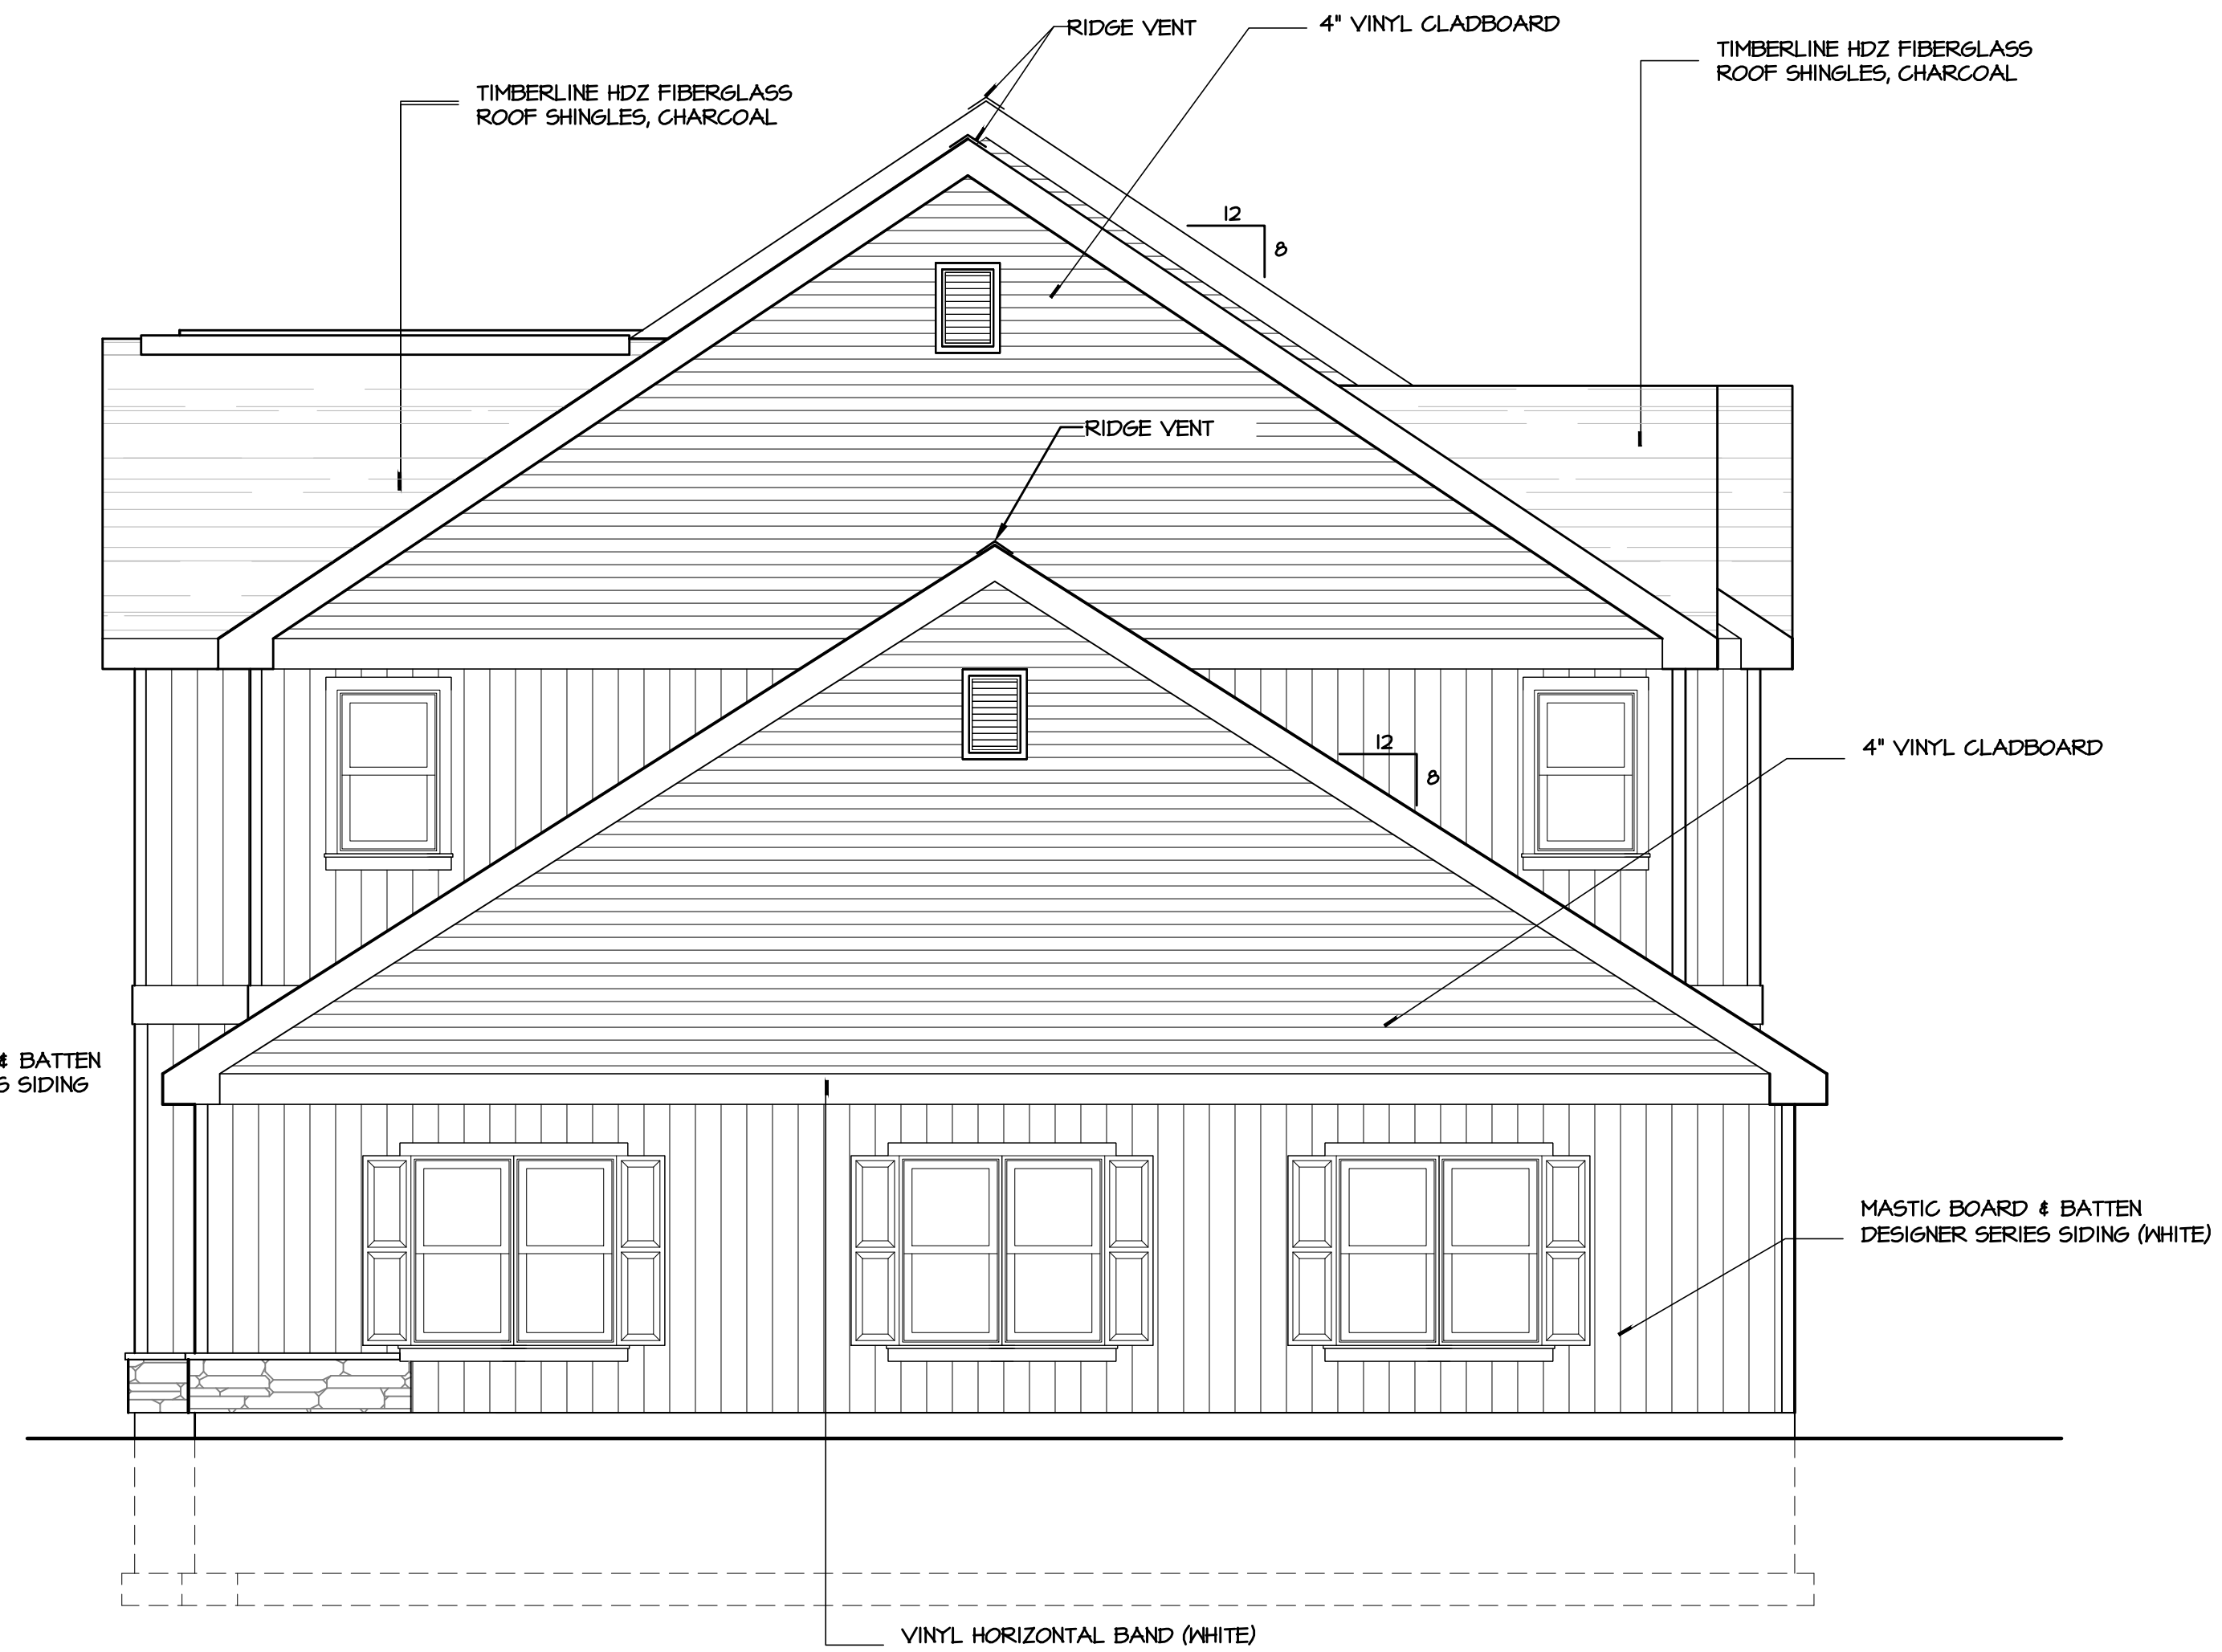 RIDGE VENT
4" VINYL CLADBOARD
TIMBERLINE HDZ FIBERGLASS
ROOF SHINGLES, CHARCOAL
TIMBERLINE HDZ FIBERGLASS
ROOF SHINGLES, CHARCOAL
12
8
RIDGE VENT
12
8
4" VINYL CLADBOARD
& BATTEN
S SIDING
MASTIC BOARD & BATTEN
DESIGNER SERIES SIDING (WHITE)
VINYL HORIZONTAL BAND (WHITE)